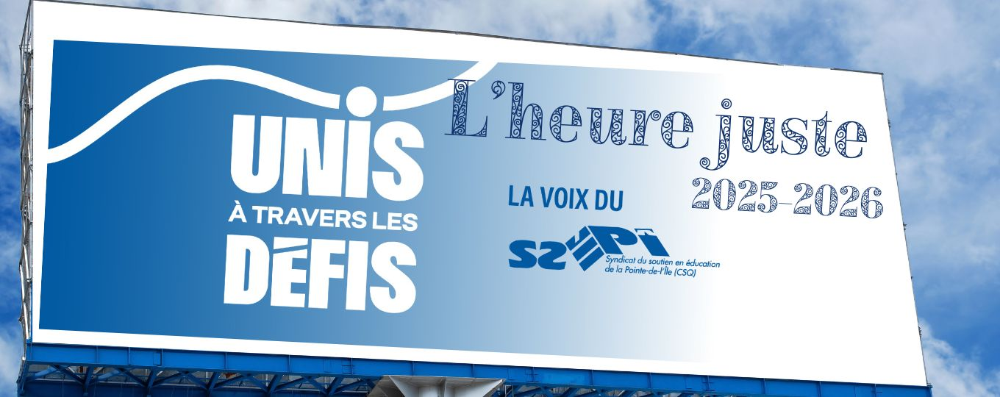 UNIS
À TRAVERS LES
DÉFIS
L'heure juste
2025-2026
LA VOIX DU
SSEPI
Syndicat du soutien en éducation
de la Pointe-de-l'Île (CSQ)